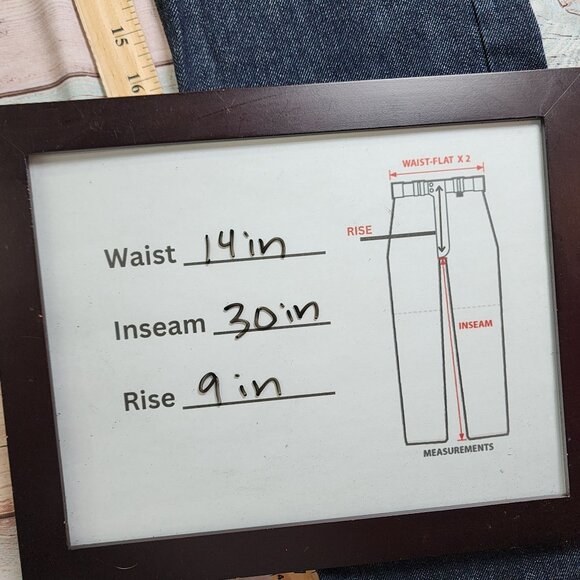 15
16
WAIST-FLAT X 2
Waist 14in
RISE
Inseam 30in
INSEAM
Rise 9in
MEASUREMENTS